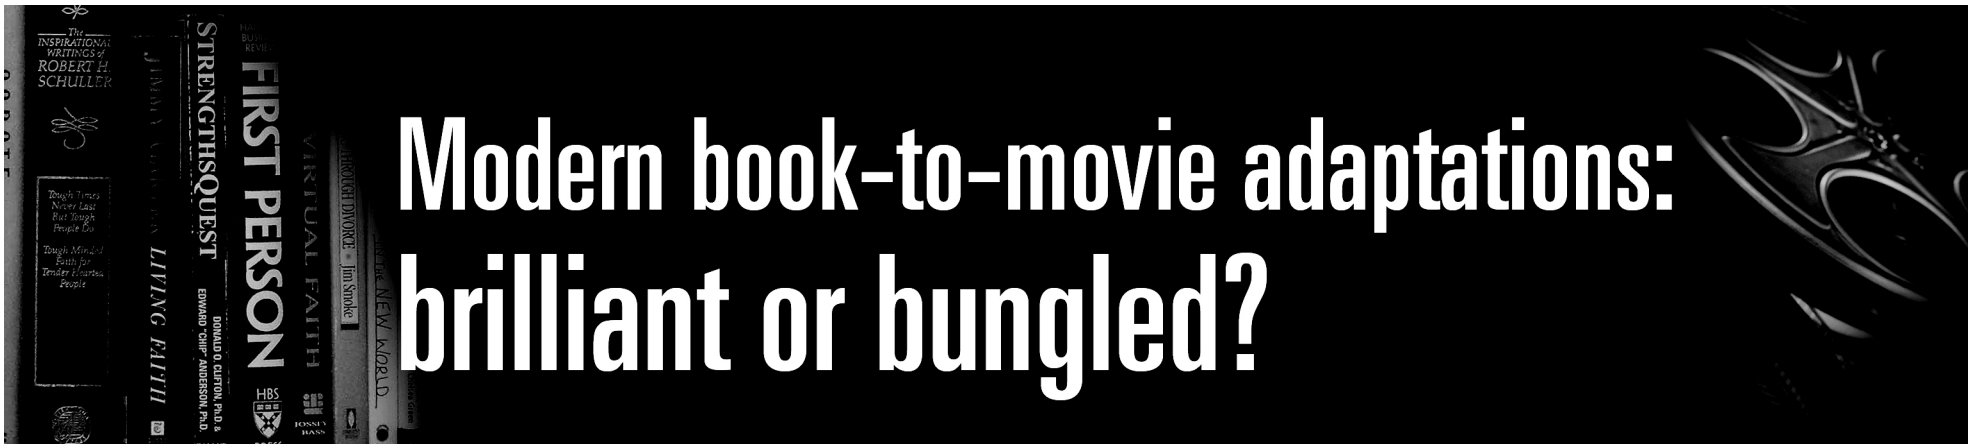 The
INSPIRATIONAL
WRITINGS of
ROBERT H.
SCHULLER
Tough Times
Never Last
But Tough
People Do
Tough Minded
Faith for
Tender Hearted
People
LIVING FAITH
STRENGTHSQUEST
DONALD O. CLIFTON, Ph.D. &
EDWARD "CHIP" ANDERSON, Ph.D.
FIRST PERSON
HBS
VIRTUAL FAITH
JOSSEY
BASS
THROUGH DIVORCE
Jim Smoke
NEW WORLD
Modern book-to-movie adaptations:
brilliant or bungled?